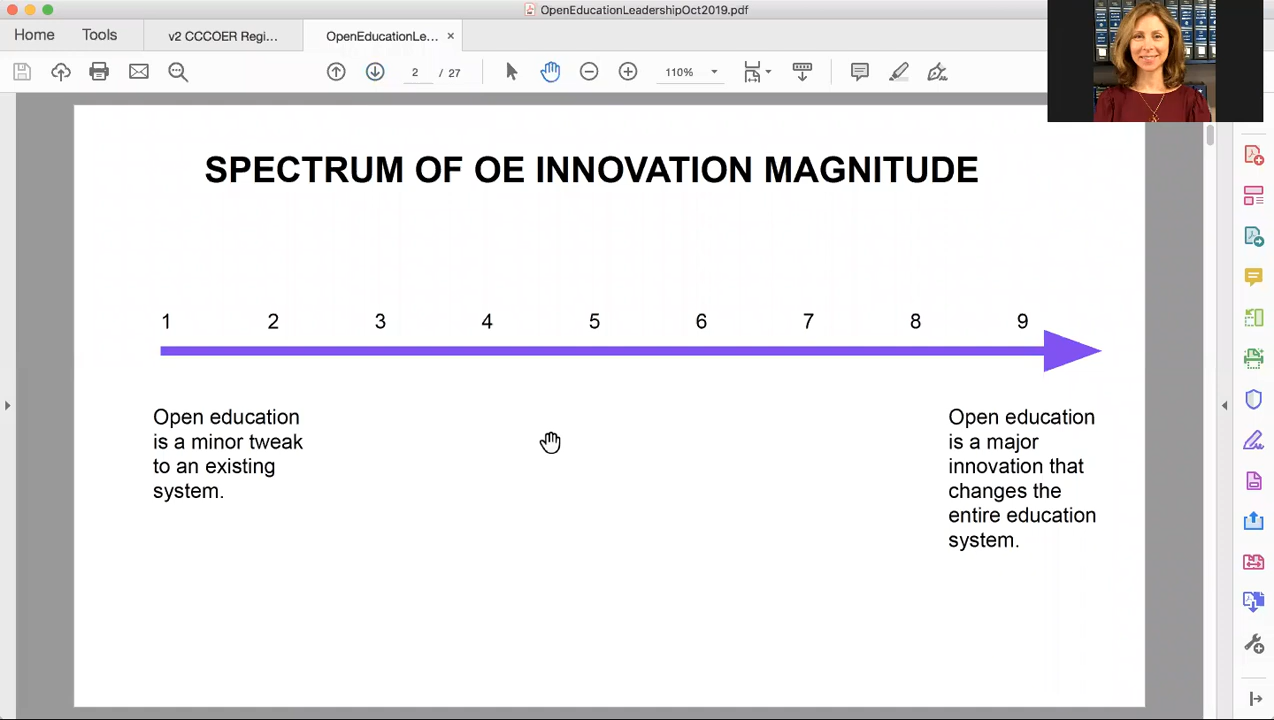 OpenEducationLeadershipOct2019.pdf
Home Tools v2 CCCOER Regi... OpenEducationLe... ×
2 / 27 110%
SPECTRUM OF OE INNOVATION MAGNITUDE
1 2 3 4 5 6 7 8 9
Open education
is a minor tweak
to an existing
system.
Open education
is a major
innovation that
changes the
entire education
system.